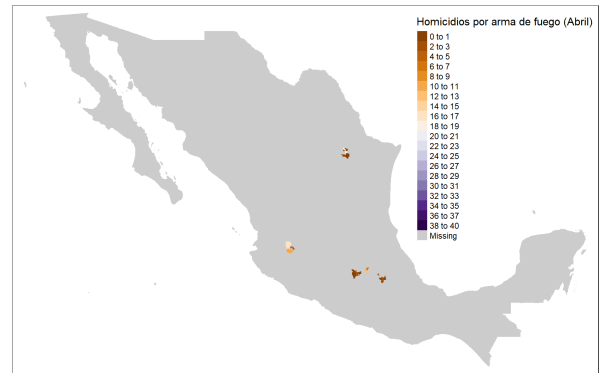 Homicidios por arma de fuego (Abril)
0 to 1
2 to 3
4 to 5
6 to 7
8 to 9
10 to 11
12 to 13
14 to 15
16 to 17
18 to 19
20 to 21
22 to 23
24 to 25
26 to 27
28 to 29
30 to 31
32 to 33
34 to 35
36 to 37
38 to 40
Missing